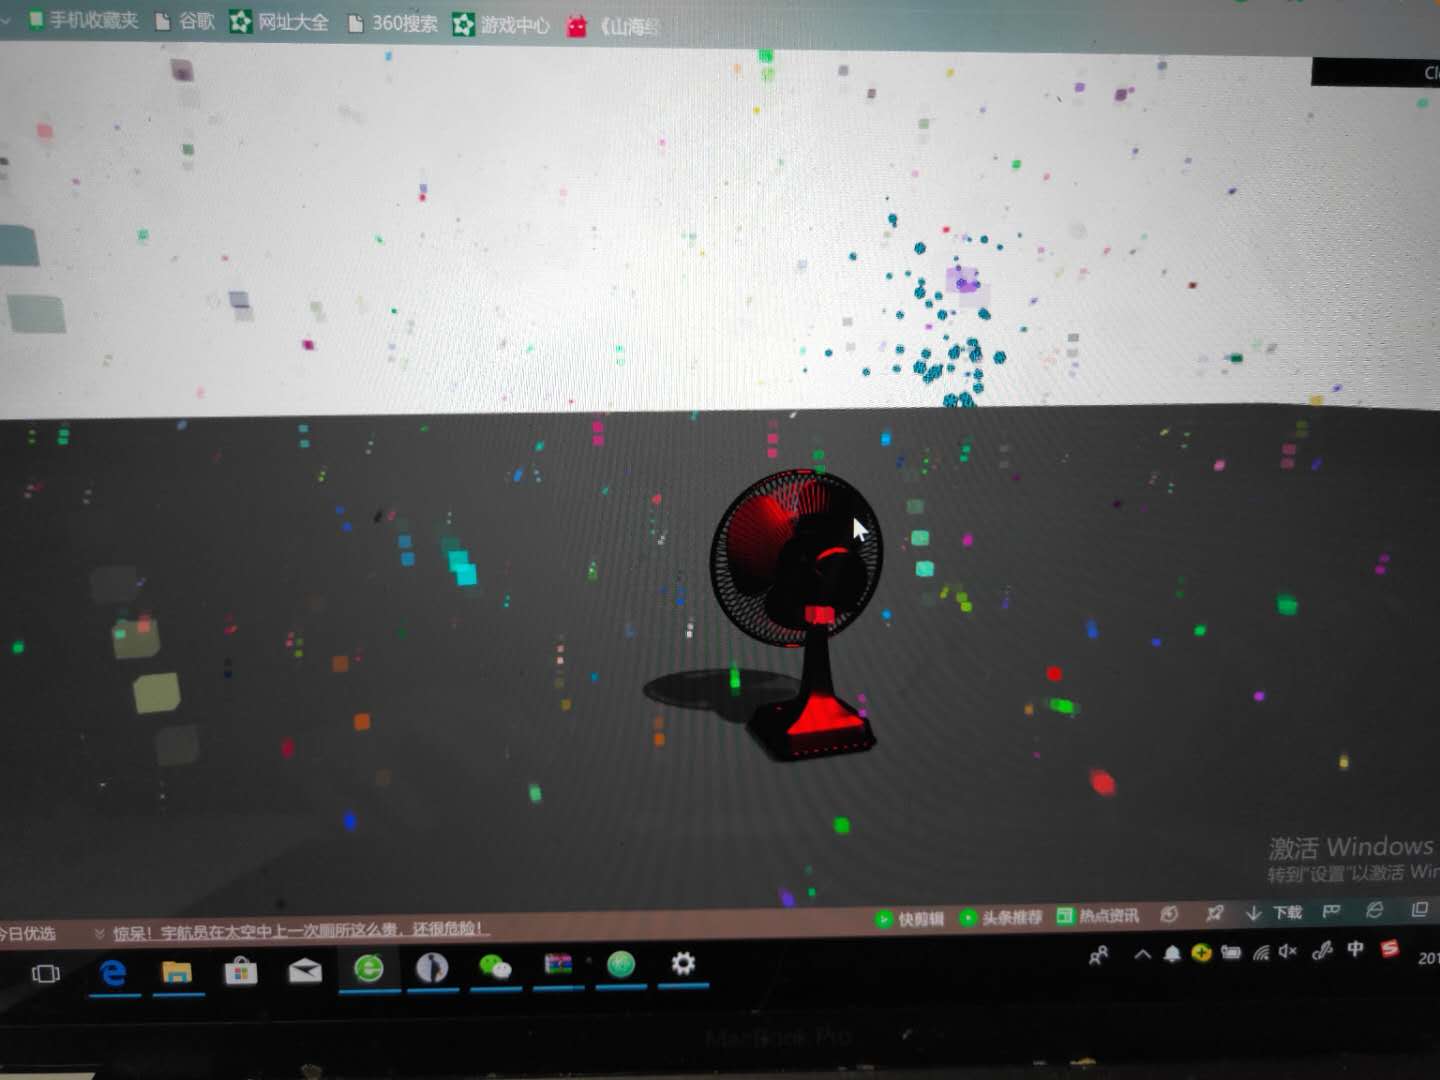 手机收藏夹 谷歌 网址大全 360搜索 游戏中心 《山海经
Cl
激活 Windows
转到"设置"以激活 Win
今日优选 惊呆!宇航员在太空中上一次厕所这么贵,还很危险! 快剪辑 头条推荐 热点资讯 下载
中
201
MacBook Pro